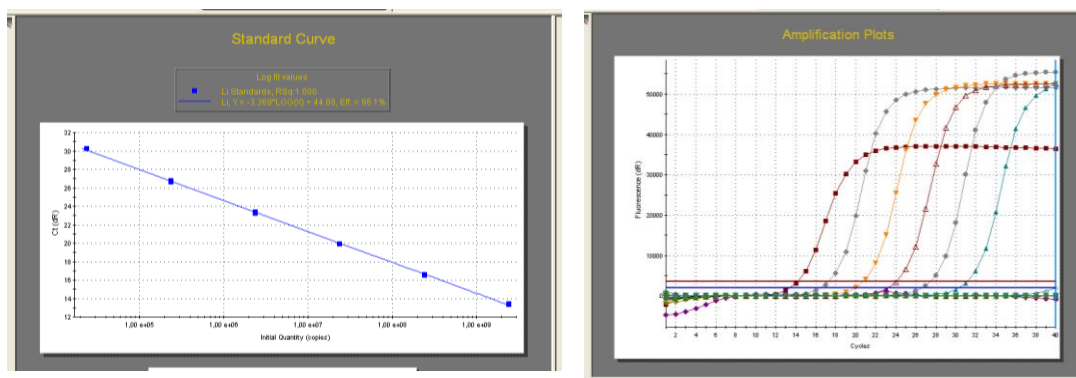 Standard Curve
Log fit values
Li Standards, RSq:1.000
Li, Y = -3.369*LOG(X) + 44.88, Eff. = 98.1%
Ct (dR)
32
30
28
26
24
22
20
18
16
14
12
1,00 e+05
1,00 e+06
1,00 e+07
1,00 e+08
1,00 e+09
Initial Quantity (copies)
Amplification Plots
Fluorescence (dR)
50000
40000
30000
20000
10000
0
2 4 6 8 10 12 14 16 18 20 22 24 26 28 30 32 34 36 38 40
Cycles